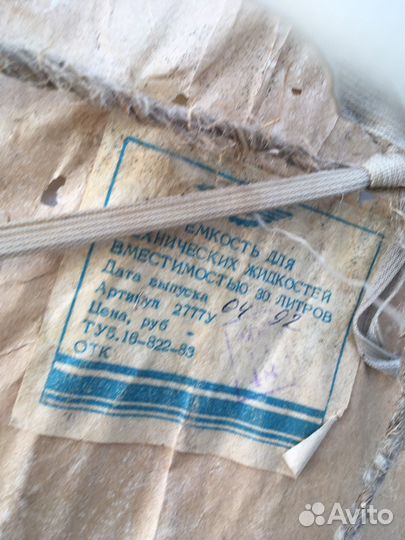 ЕМКОСТЬ ДЛЯ
ТЕХНИЧЕСКИХ ЖИДКОСТЕЙ
ВМЕСТИМОСТЬЮ 30 ЛИТРОВ
Дата выпуска 04 92
Артикул 2777У
Цена, руб
ТУ6.16-822-83
ОТК
Avito